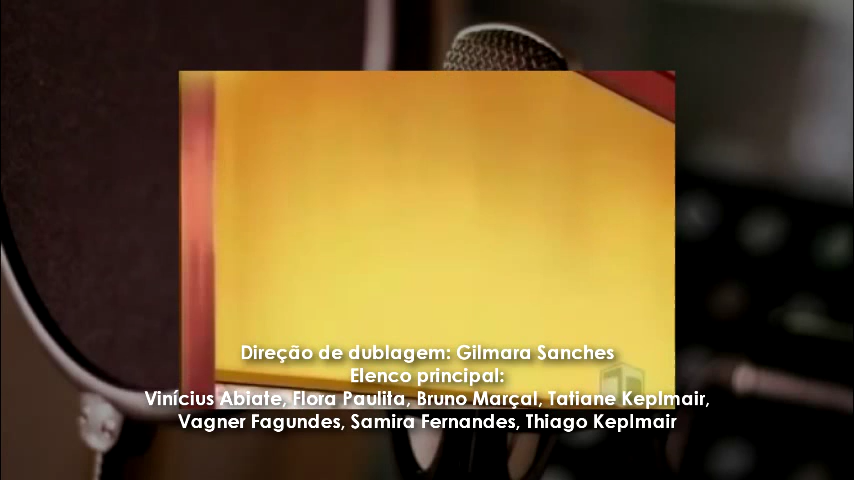 Direção de dublagem: Gilmara Sanches
Elenco principal:
Vinícius Abiate, Flora Paulita, Bruno Marçal, Tatiane Keplmair,
Vagner Fagundes, Samira Fernandes, Thiago Keplmair